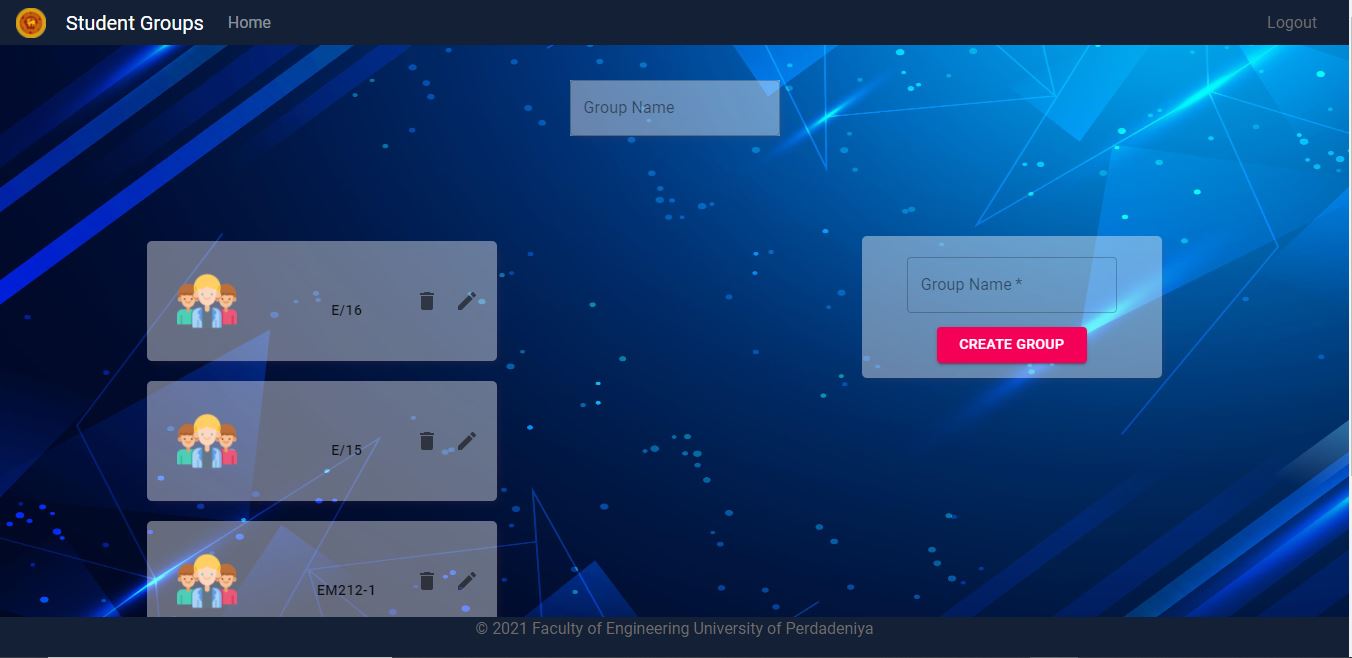 Student Groups
Home
Logout
Group Name
E/16
E/15
EM212-1
Group Name *
CREATE GROUP
© 2021 Faculty of Engineering University of Perdadeniya